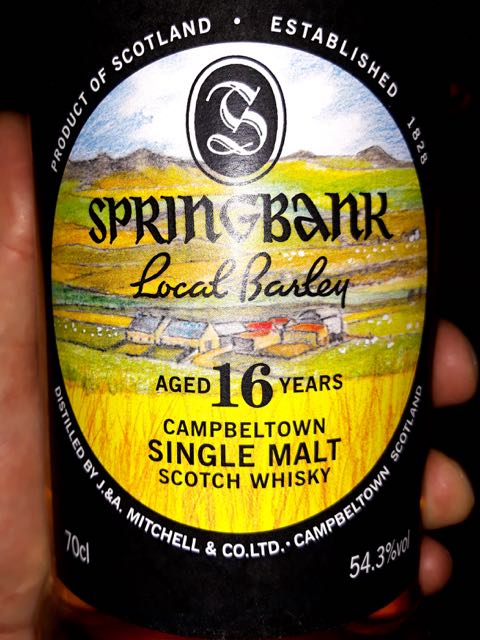 PRODUCT OF SCOTLAND • ESTABLISHED 1828
S
SPRINGBANK
Local Barley
AGED 16 YEARS
CAMPBELTOWN
SINGLE MALT
SCOTCH WHISKY
DISTILLED BY J.&A. MITCHELL & CO.LTD. • CAMPBELTOWN SCOTLAND
70cl
54.3%vol